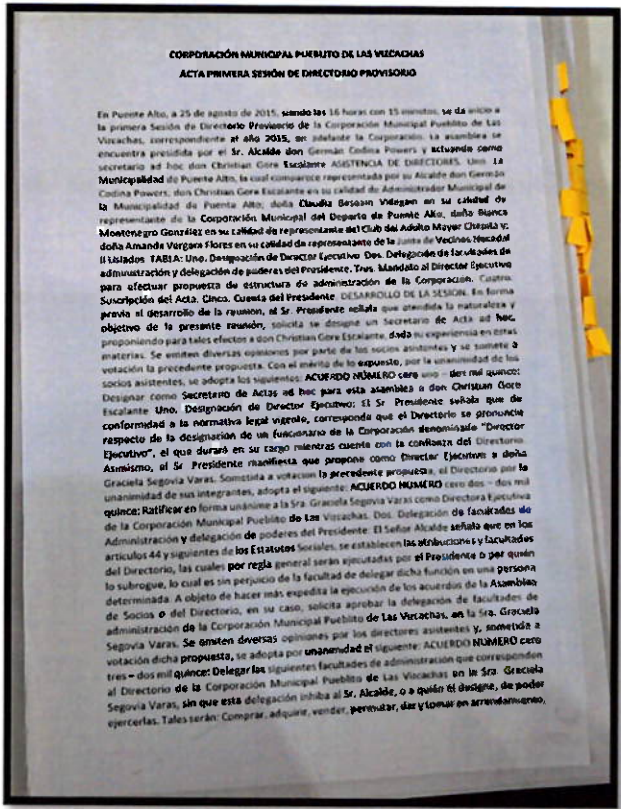 CORPORACIÓN MUNICIPAL PUEBLITO DE LAS VIZCACHAS
ACTA PRIMERA SESIÓN DE DIRECTORIO PROVISORIO
En Puente Alto, a 25 de agosto de 2015, siendo las 16 horas con 15 minutos, se da inicio a
la primera Sesión de Directorio Provisorio de la Corporación Municipal Pueblito de Las
Vizcachas, correspondiente al año 2015, en adelante la Corporación. La asamblea se
encuentra presidida por el Sr. Alcalde don Germán Codina Powers y actuando como
secretario ad hoc don Christian Gore Escalante ASISTENCIA DE DIRECTORES. Uno. La
Municipalidad de Puente Alto, la cual comparece representada por su Alcalde don Germán
Codina Powers, don Christian Gore Escalante en su calidad de Administrador Municipal de
la Municipalidad de Puente Alto; doña Claudia en su calidad de
representante de la Corporación Municipal del Deporte de Puente Alto, doña Blanca
Montenegro González en su calidad de representante del Club del Adulto Mayor y;
doña Amanda Vergara Flores en su calidad de representante de la Junta de Vecinos Nocedal
II Listados TABLA: Uno. Designación de Director Ejecutivo. Dos. Delegación de facultades de
administración y delegación de poderes del Presidente. Tres. Mandato al Director Ejecutivo
para efectuar propuesta de estructura de administración de la Corporación. Cuatro.
Suscripción del Acta. Cinco. Cuenta del Presidente. DESARROLLO DE LA SESIÓN. En forma
previa al desarrollo de la reunión, el Sr. Presidente señala que atendida la naturaleza y
objetivo de la presente reunión, solicita se designe un Secretario de Acta ad hoc,
proponiendo para tales efectos a don Christian Gore Escalante, dada su experiencia en estas
materias. Se emiten diversas opiniones por parte de los socios asistentes y se somete a
votación la precedente propuesta. Con el mérito de lo expuesto, por la unanimidad de los
socios asistentes, se adopta los siguientes: ACUERDO NÚMERO cero uno – dos mil quince:
Designar como Secretario de Actas ad hoc para esta asamblea a don Christian Gore
Escalante Uno. Designación de Director Ejecutivo: El Sr Presidente señala que de
conformidad a la normativa legal vigente, corresponde que el Directorio se pronuncie
respecto de la designación de un funcionario de la Corporación denominado "Director
Ejecutivo", el que durará en su cargo mientras cuente con la confianza del Directorio
Asimismo, el Sr Presidente manifiesta que propone como Director Ejecutivo a doña
Graciela Segovia Varas. Sometida a votación la precedente propuesta, el Directorio por la
unanimidad de sus integrantes, adopta el siguiente: ACUERDO NÚMERO cero dos – dos mil
quince: Ratificar en forma unánime a la Sra. Graciela Segovia Varas como Directora Ejecutiva
de la Corporación Municipal Pueblito de Las Vizcachas. Dos. Delegación de facultades de
Administración y delegación de poderes del Presidente. El Señor Alcalde señala que en los
artículos 44 y siguientes de los Estatutos Sociales, se establecen las atribuciones y facultades
del Directorio, las cuales por regla general serán ejecutadas por el Presidente o por quién
lo subrogue, lo cual es sin perjuicio de la facultad de delegar dicha función en una persona
determinada. A objeto de hacer más expedita la ejecución de los acuerdos de la Asamblea
de Socios o del Directorio, en su caso, solicita aprobar la delegación de facultades de
administración de la Corporación Municipal Pueblito de Las Vizcachas, en la Sra. Graciela
Segovia Varas. Se emiten diversas opiniones por los directores asistentes y, sometida a
votación dicha propuesta, se adopta por unanimidad el siguiente: ACUERDO NÚMERO cero
tres – dos mil quince: Delegar las siguientes facultades de administración que corresponden
al Directorio de la Corporación Municipal Pueblito de Las Vizcachas en la Sra. Graciela
Segovia Varas, sin que esta delegación inhiba al Sr. Alcalde, o a quién él designe, de poder
ejercerlas. Tales serán: Comprar, adquirir, vender, permutar, dar y tomar en arrendamiento,